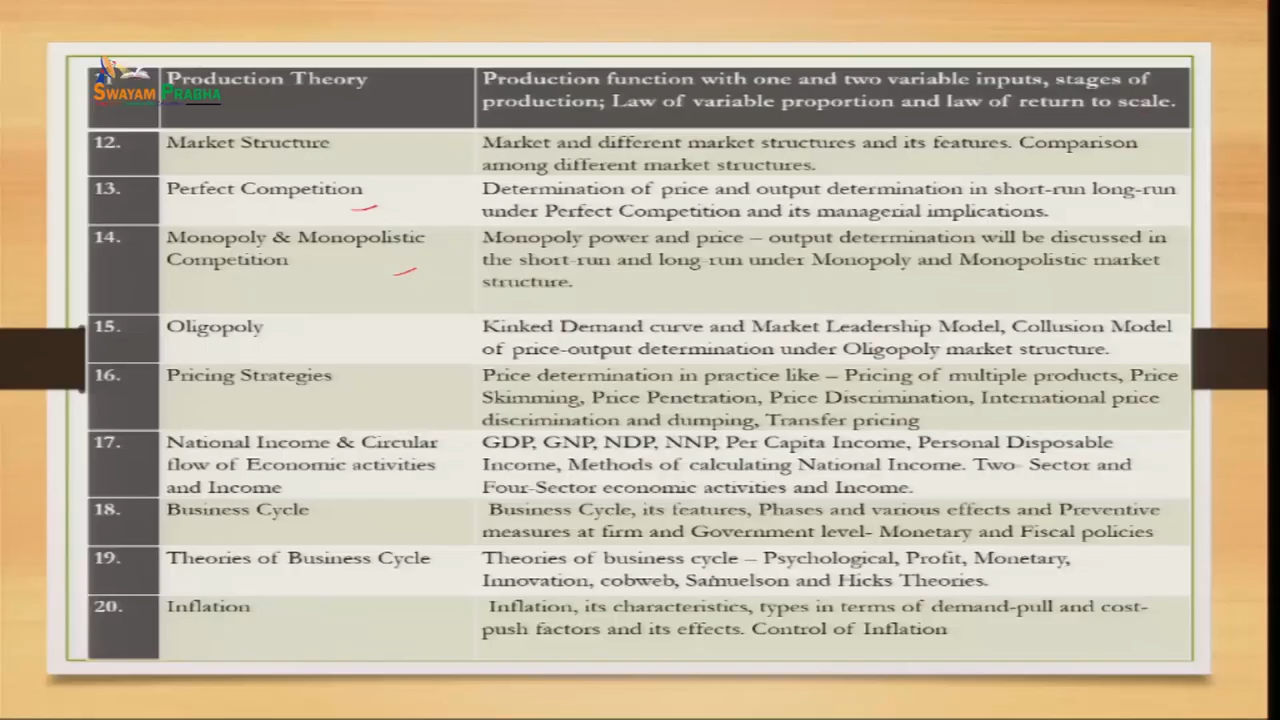 SWAYAM PRABHA
Production Theory
Production function with one and two variable inputs, stages of
production; Law of variable proportion and law of return to scale.
12.
Market Structure
Market and different market structures and its features. Comparison
among different market structures.
13.
Perfect Competition
Determination of price and output determination in short-run long-run
under Perfect Competition and its managerial implications.
14.
Monopoly & Monopolistic
Competition
Monopoly power and price – output determination will be discussed in
the short-run and long-run under Monopoly and Monopolistic market
structure.
15.
Oligopoly
Kinked Demand curve and Market Leadership Model, Collusion Model
of price-output determination under Oligopoly market structure.
16.
Pricing Strategies
Price determination in practice like – Pricing of multiple products, Price
Skimming, Price Penetration, Price Discrimination, International price
discrimination and dumping, Transfer pricing
17.
National Income & Circular
flow of Economic activities
and Income
GDP, GNP, NDP, NNP, Per Capita Income, Personal Disposable
Income, Methods of calculating National Income. Two- Sector and
Four-Sector economic activities and Income.
18.
Business Cycle
Business Cycle, its features, Phases and various effects and Preventive
measures at firm and Government level- Monetary and Fiscal policies
19.
Theories of Business Cycle
Theories of business cycle – Psychological, Profit, Monetary,
Innovation, cobweb, Samuelson and Hicks Theories.
20.
Inflation
Inflation, its characteristics, types in terms of demand-pull and cost-
push factors and its effects. Control of Inflation